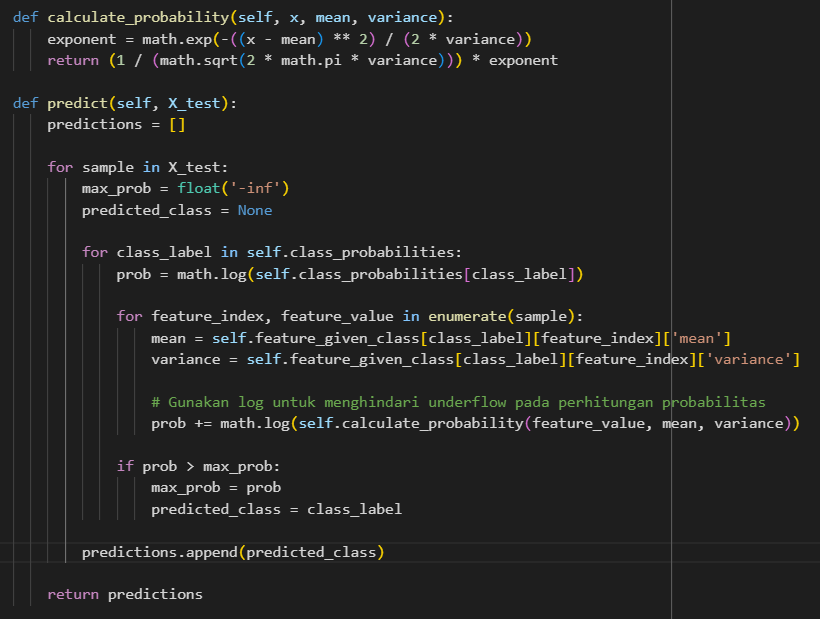 def calculate_probability(self, x, mean, variance):
    exponent = math.exp(-((x - mean) ** 2) / (2 * variance))
    return (1 / (math.sqrt(2 * math.pi * variance))) * exponent

def predict(self, X_test):
    predictions = []

    for sample in X_test:
        max_prob = float('-inf')
        predicted_class = None

        for class_label in self.class_probabilities:
            prob = math.log(self.class_probabilities[class_label])

            for feature_index, feature_value in enumerate(sample):
                mean = self.feature_given_class[class_label][feature_index]['mean']
                variance = self.feature_given_class[class_label][feature_index]['variance']

                # Gunakan log untuk menghindari underflow pada perhitungan probabilitas
                prob += math.log(self.calculate_probability(feature_value, mean, variance))

            if prob > max_prob:
                max_prob = prob
                predicted_class = class_label

        predictions.append(predicted_class)

    return predictions